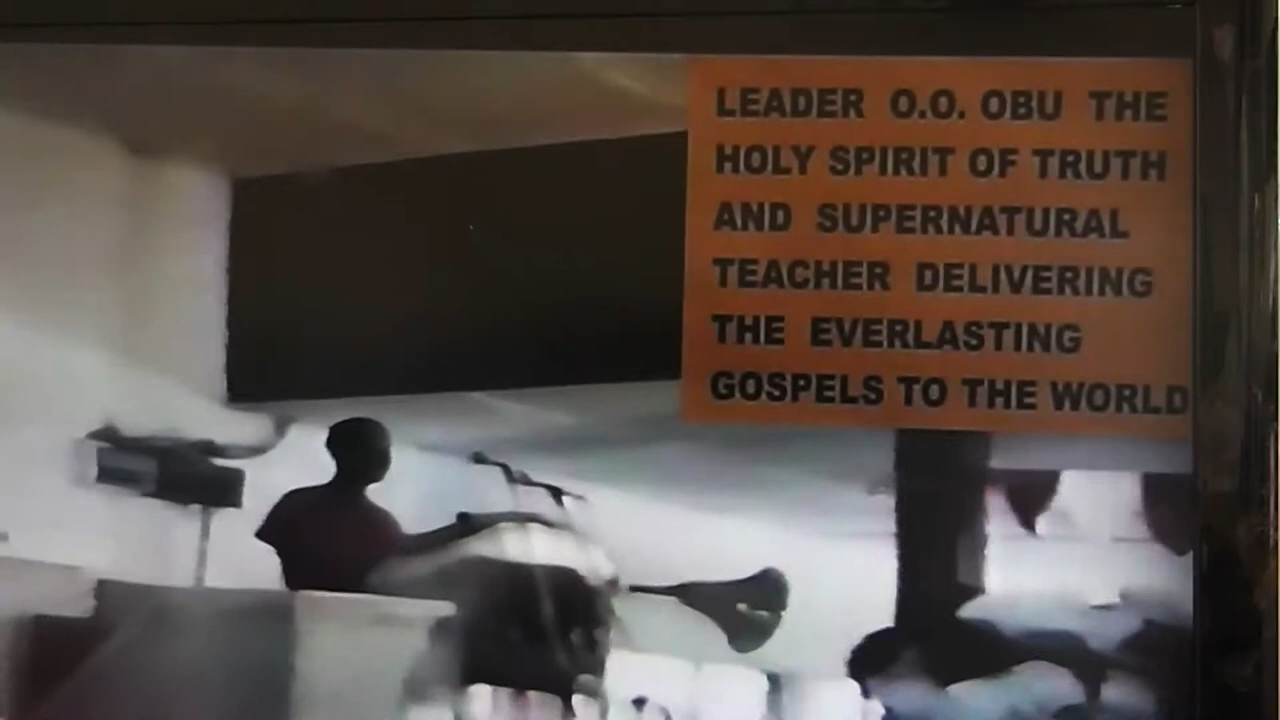 LEADER O.O. OBU THE
HOLY SPIRIT OF TRUTH
AND SUPERNATURAL
TEACHER DELIVERING
THE EVERLASTING
GOSPELS TO THE WORLD